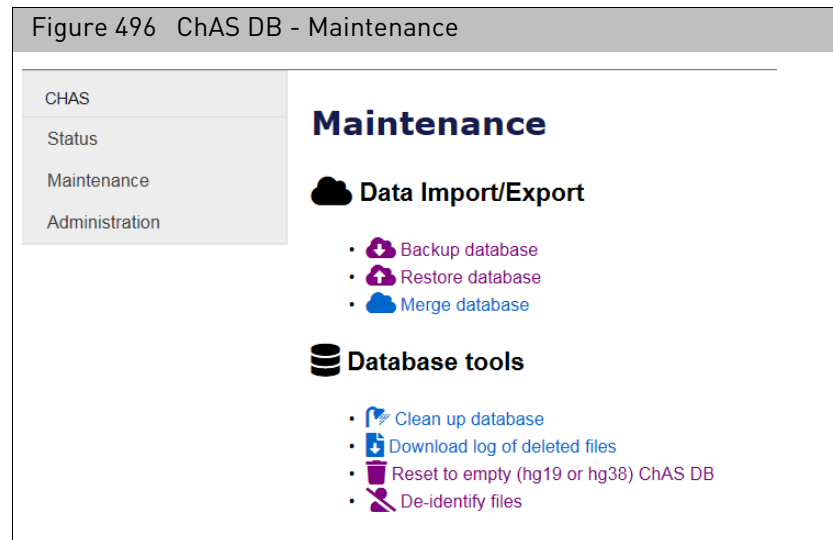 Figure 496 ChAS DB - Maintenance
CHAS
Status
Maintenance
Administration
Maintenance
Data Import/Export
• Backup database
• Restore database
• Merge database
Database tools
• Clean up database
• Download log of deleted files
• Reset to empty (hg19 or hg38) ChAS DB
• De-identify files